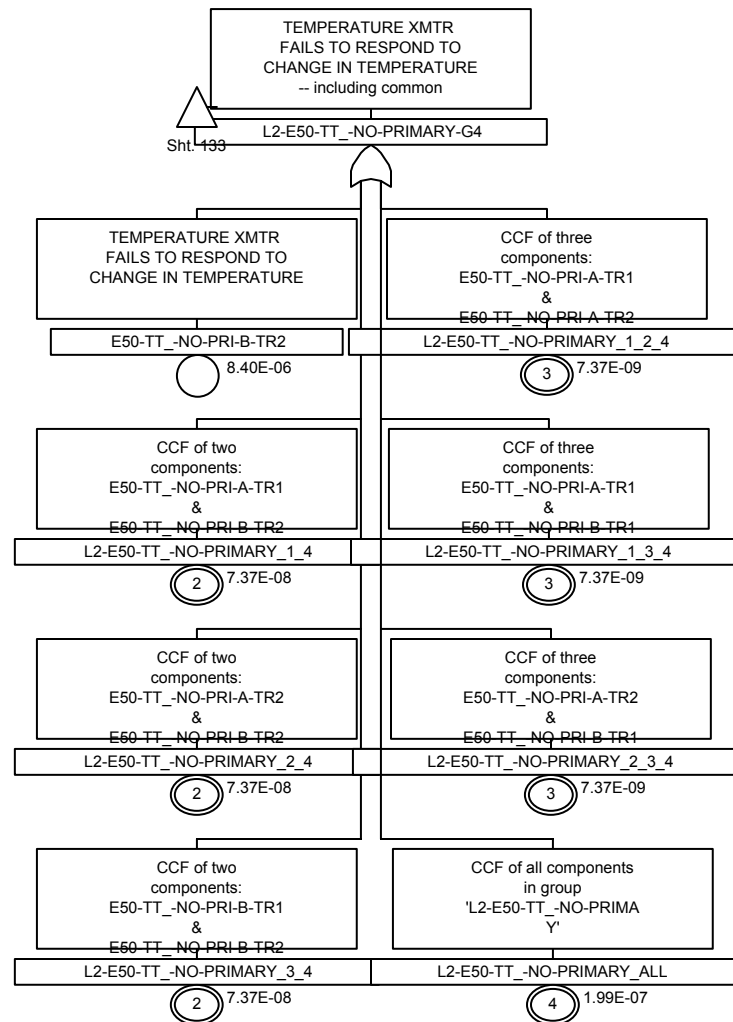 TEMPERATURE XMTR
FAILS TO RESPOND TO
CHANGE IN TEMPERATURE
-- including common
L2-E50-TT_-NO-PRIMARY-G4
Sht. 133
TEMPERATURE XMTR
FAILS TO RESPOND TO
CHANGE IN TEMPERATURE
E50-TT_-NO-PRI-B-TR2
8.40E-06
CCF of three
components:
E50-TT_-NO-PRI-A-TR1
&
E50-TT_-NO-PRI-A-TR2
L2-E50-TT_-NO-PRIMARY_1_2_4
3
7.37E-09
CCF of two
components:
E50-TT_-NO-PRI-A-TR1
&
E50-TT_-NO-PRI-B-TR2
L2-E50-TT_-NO-PRIMARY_1_4
2
7.37E-08
CCF of three
components:
E50-TT_-NO-PRI-A-TR1
&
E50-TT_-NO-PRI-B-TR1
L2-E50-TT_-NO-PRIMARY_1_3_4
3
7.37E-09
CCF of two
components:
E50-TT_-NO-PRI-A-TR2
&
E50-TT_-NO-PRI-B-TR2
L2-E50-TT_-NO-PRIMARY_2_4
2
7.37E-08
CCF of three
components:
E50-TT_-NO-PRI-A-TR2
&
E50-TT_-NO-PRI-B-TR1
L2-E50-TT_-NO-PRIMARY_2_3_4
3
7.37E-09
CCF of two
components:
E50-TT_-NO-PRI-B-TR1
&
E50-TT_-NO-PRI-B-TR2
L2-E50-TT_-NO-PRIMARY_3_4
2
7.37E-08
CCF of all components
in group
'L2-E50-TT_-NO-PRIMA
Y'
L2-E50-TT_-NO-PRIMARY_ALL
4
1.99E-07